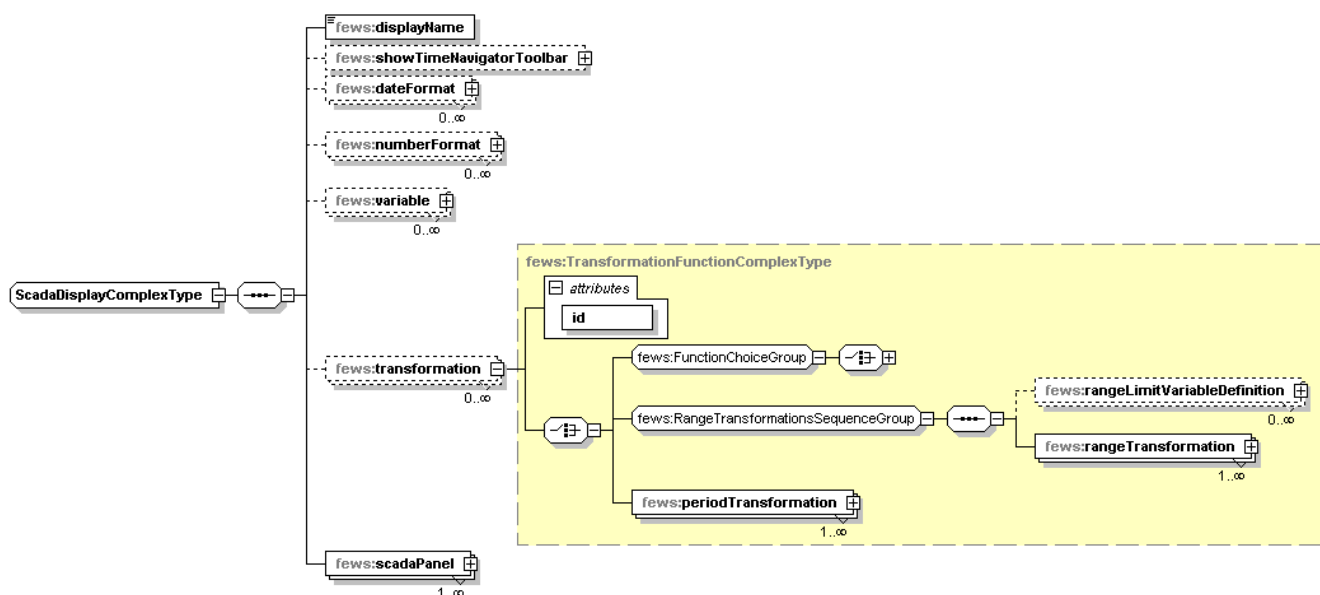 fews:displayName
fews:showTimeNavigatorToolbar
fews:dateFormat
0..∞
fews:numberFormat
0..∞
fews:variable
0..∞
fews:TransformationFunctionComplexType
attributes
id
ScadaDisplayComplexType
fews:FunctionChoiceGroup
fews:transformation
0..∞
fews:rangeLimitVariableDefinition
0..∞
fews:RangeTransformationsSequenceGroup
fews:rangeTransformation
1..∞
fews:periodTransformation
1..∞
fews:scadaPanel
1..∞